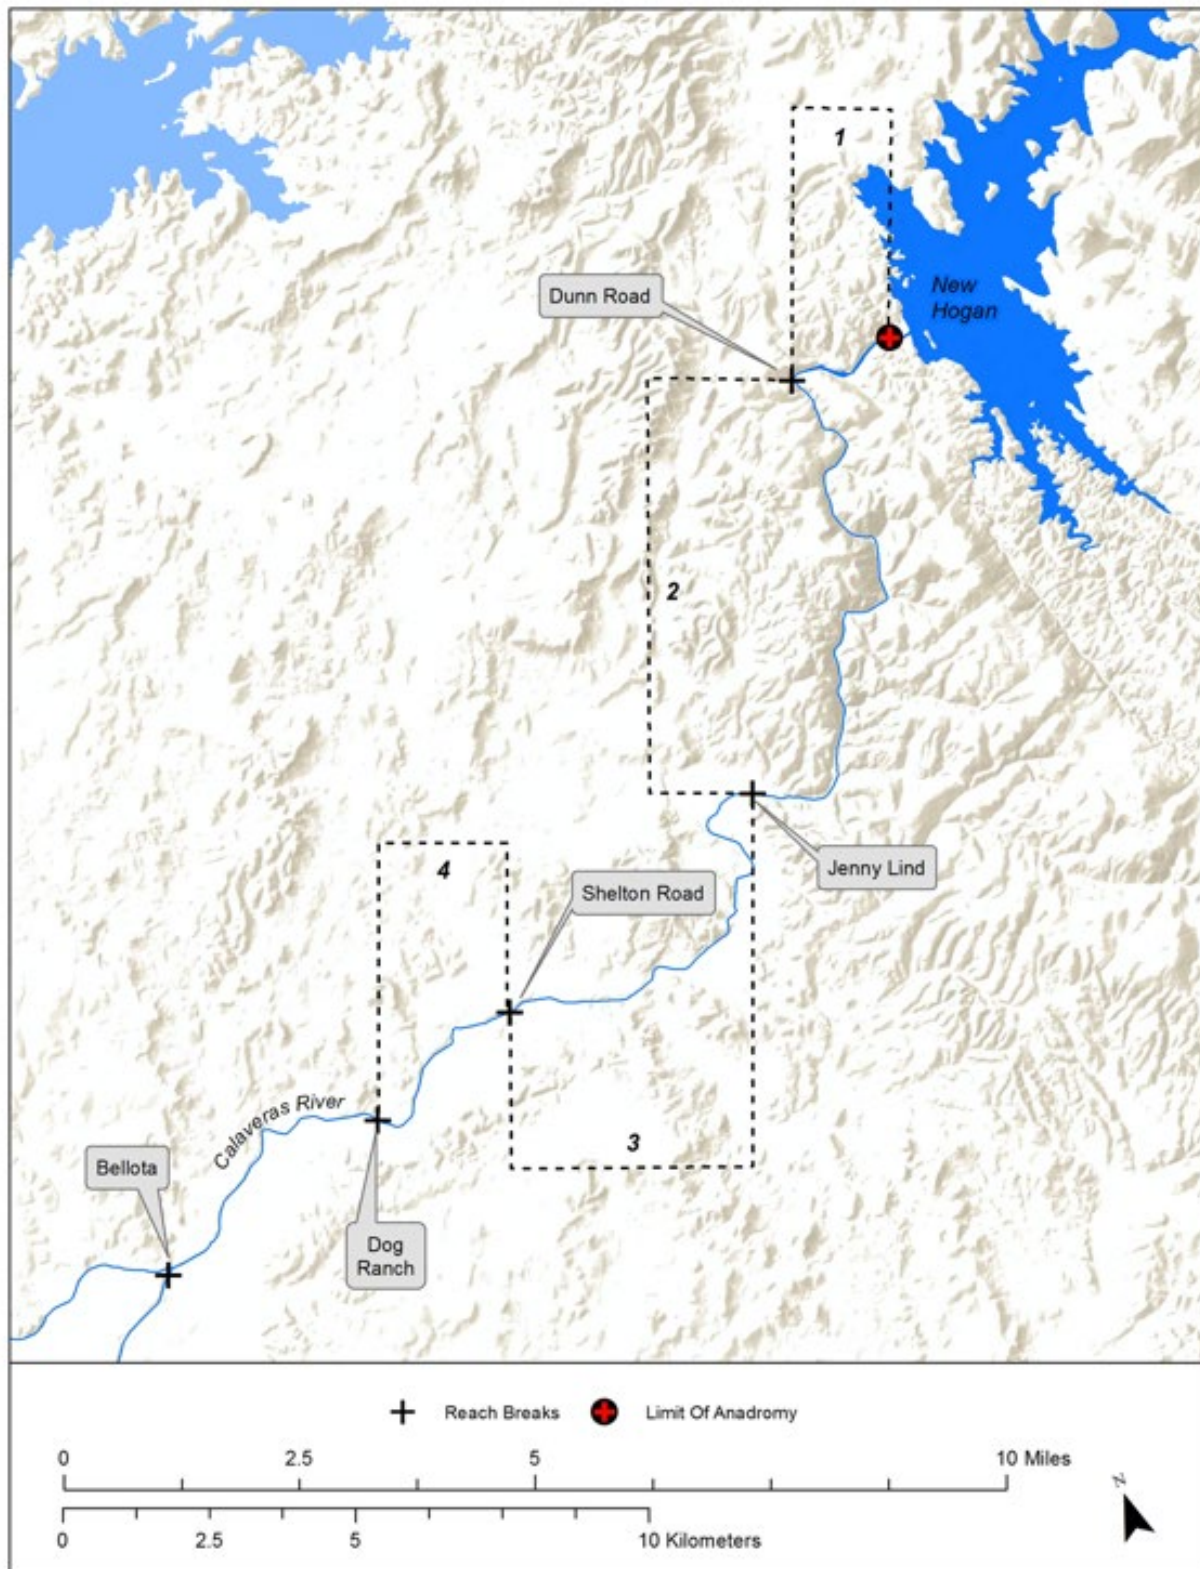 1
New
Hogan
Dunn Road
2
Jenny Lind
4
Shelton Road
Calaveras River
3
Bellota
Dog
Ranch
Reach Breaks
Limit Of Anadromy
0 2.5 5 10 Miles
0 2.5 5 10 Kilometers
N